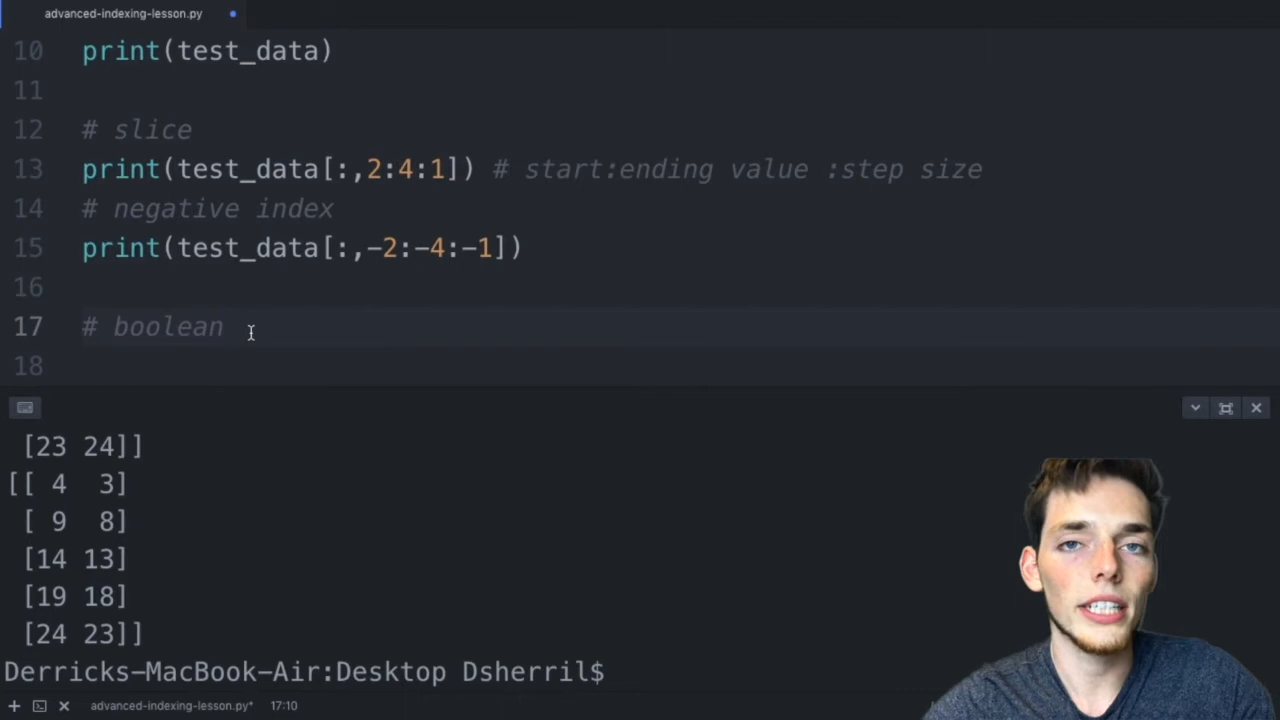 advanced-indexing-lesson.py
10 print(test_data)
11
12 # slice
13 print(test_data[:,2:4:1]) # start:ending value :step size
14 # negative index
15 print(test_data[:,-2:-4:-1])
16
17 # boolean
18
[23 24]]
[[ 4 3]
[ 9 8]
[14 13]
[19 18]
[24 23]]
Derricks-MacBook-Air:Desktop Dsherril$
advanced-indexing-lesson.py* 17:10